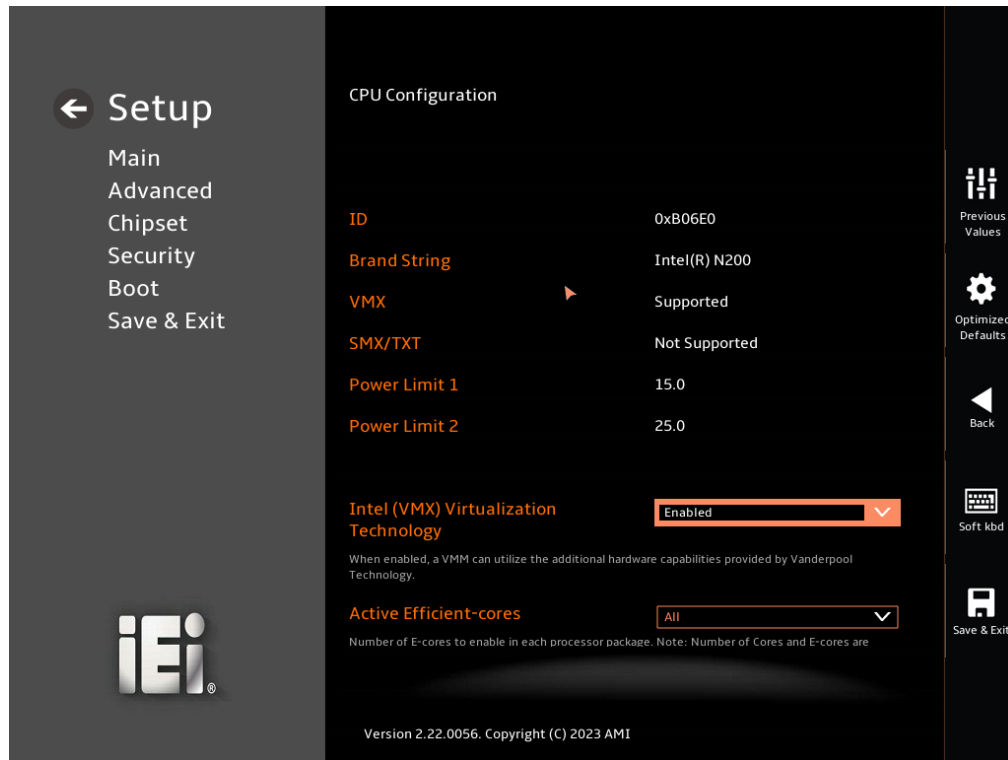 Setup
Main
Advanced
Chipset
Security
Boot
Save & Exit
iEi®
CPU Configuration
ID 0xB06E0
Brand String Intel(R) N200
VMX Supported
SMX/TXT Not Supported
Power Limit 1 15.0
Power Limit 2 25.0
Intel (VMX) Virtualization
Technology
Enabled
When enabled, a VMM can utilize the additional hardware capabilities provided by Vanderpool
Technology.
Active Efficient-cores All
Number of E-cores to enable in each processor package. Note: Number of Cores and E-cores are
Version 2.22.0056. Copyright (C) 2023 AMI
Previous
Values
Optimized
Defaults
Back
Soft kbd
Save & Exit